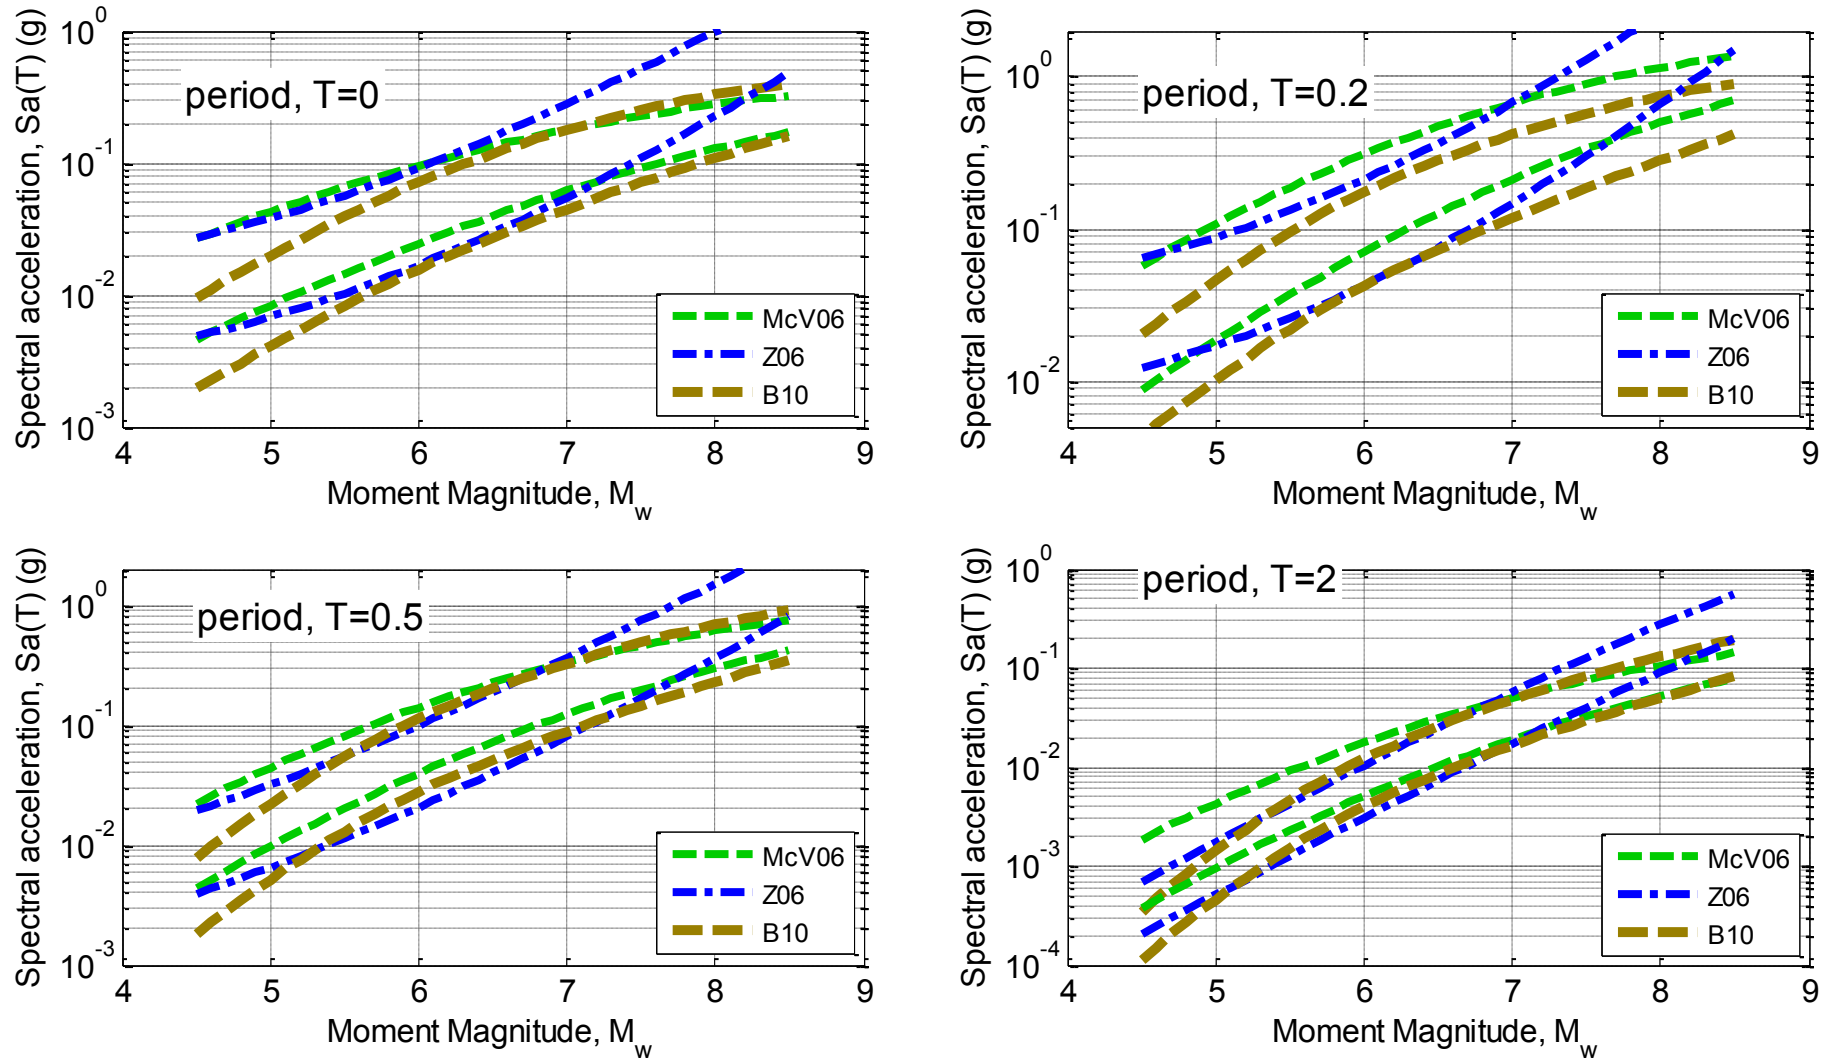 Spectral acceleration, Sa(T) (g)
10^0
10^-1
10^-2
10^-3
period, T=0
McV06
Z06
B10
4 5 6 7 8 9
Moment Magnitude, M_w
Spectral acceleration, Sa(T) (g)
10^0
10^-1
10^-2
period, T=0.2
McV06
Z06
B10
4 5 6 7 8 9
Moment Magnitude, M_w
Spectral acceleration, Sa(T) (g)
10^0
10^-1
10^-2
10^-3
period, T=0.5
McV06
Z06
B10
4 5 6 7 8 9
Moment Magnitude, M_w
Spectral acceleration, Sa(T) (g)
10^0
10^-1
10^-2
10^-3
10^-4
period, T=2
McV06
Z06
B10
4 5 6 7 8 9
Moment Magnitude, M_w